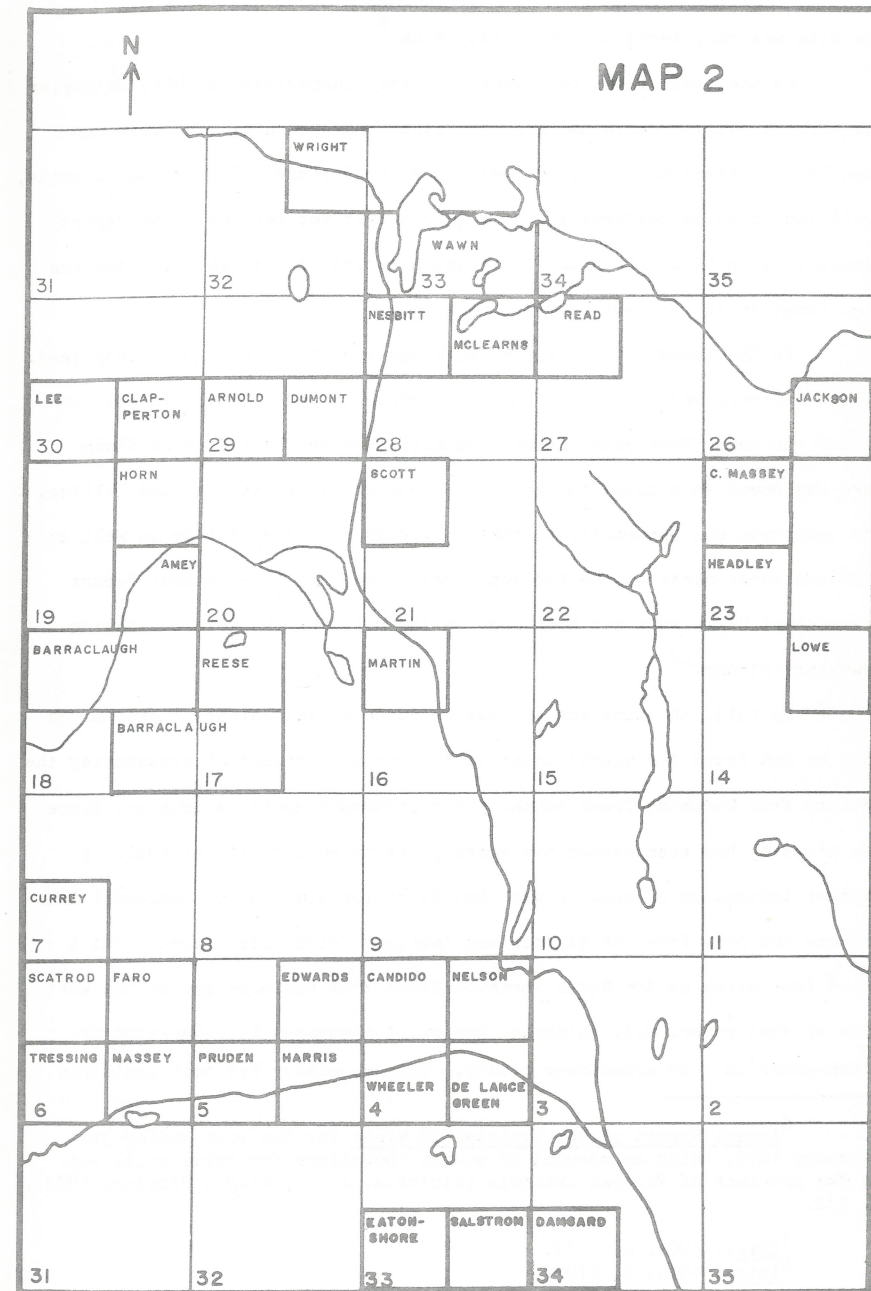 N
MAP 2
WRIGHT
WAWN
31
32
33
34
35
NESBITT
MCLEARNS
READ
LEE
CLAP-
PERTON
ARNOLD
DUMONT
JACKSON
30
29
28
27
26
HORN
SCOTT
C. MASSEY
AMEY
HEADLEY
19
20
21
22
23
BARRACLAUGH
REESE
MARTIN
LOWE
BARRACLAUGH
18
17
16
15
14
CURREY
7
8
9
10
11
SCATROD
FARO
EDWARDS
CANDIDO
NELSON
TRESSING
MASSEY
PRUDEN
HARRIS
WHEELER
DE LANCE
GREEN
6
5
4
3
2
EATON-
SHORE
SALSTROM
DAMGARD
31
32
33
34
35